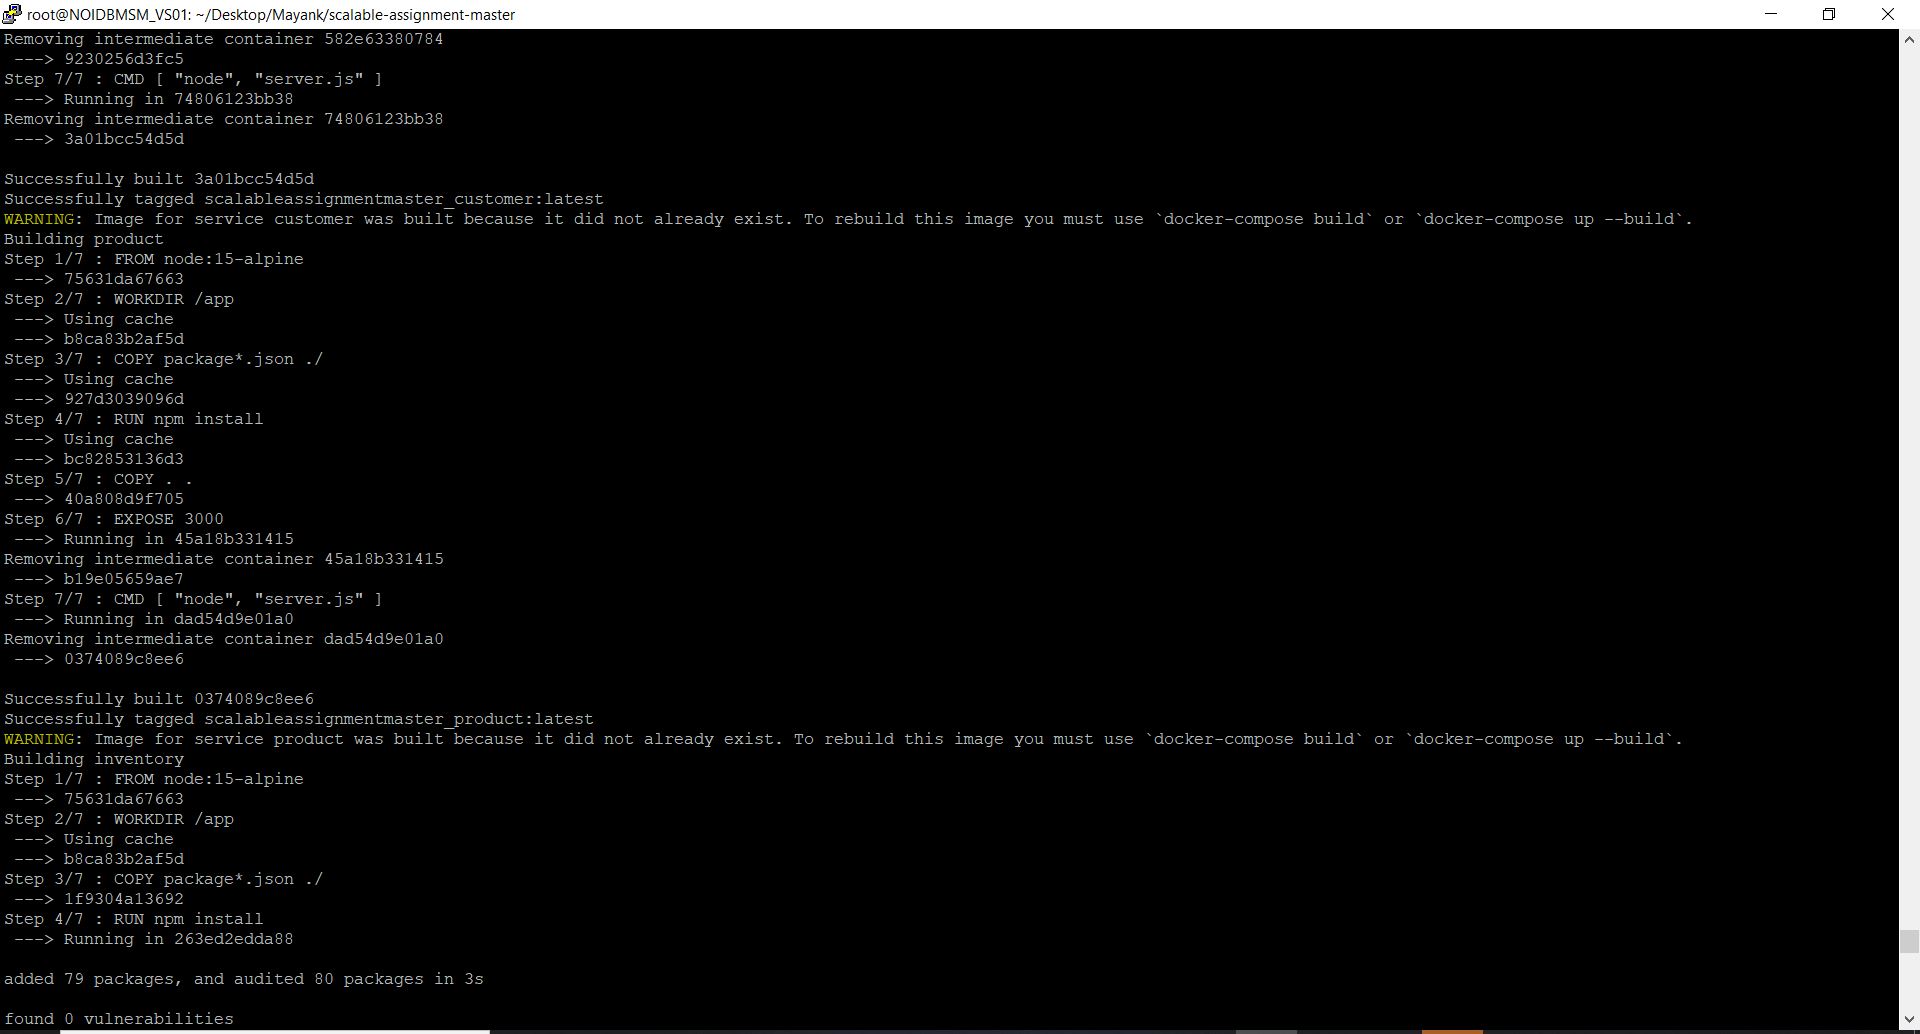 root@NOIDBMSM_VS01: ~/Desktop/Mayank/scalable-assignment-master
Removing intermediate container 582e63380784
 ---> 9230256d3fc5
Step 7/7 : CMD [ "node", "server.js" ]
 ---> Running in 74806123bb38
Removing intermediate container 74806123bb38
 ---> 3a01bcc54d5d
Successfully built 3a01bcc54d5d
Successfully tagged scalableassignmentmaster_customer:latest
WARNING: Image for service customer was built because it did not already exist. To rebuild this image you must use `docker-compose build` or `docker-compose up --build`.
Building product
Step 1/7 : FROM node:15-alpine
 ---> 75631da67663
Step 2/7 : WORKDIR /app
 ---> Using cache
 ---> b8ca83b2af5d
Step 3/7 : COPY package*.json ./
 ---> Using cache
 ---> 927d3039096d
Step 4/7 : RUN npm install
 ---> Using cache
 ---> bc82853136d3
Step 5/7 : COPY . .
 ---> 40a808d9f705
Step 6/7 : EXPOSE 3000
 ---> Running in 45a18b331415
Removing intermediate container 45a18b331415
 ---> b19e05659ae7
Step 7/7 : CMD [ "node", "server.js" ]
 ---> Running in dad54d9e01a0
Removing intermediate container dad54d9e01a0
 ---> 0374089c8ee6
Successfully built 0374089c8ee6
Successfully tagged scalableassignmentmaster_product:latest
WARNING: Image for service product was built because it did not already exist. To rebuild this image you must use `docker-compose build` or `docker-compose up --build`.
Building inventory
Step 1/7 : FROM node:15-alpine
 ---> 75631da67663
Step 2/7 : WORKDIR /app
 ---> Using cache
 ---> b8ca83b2af5d
Step 3/7 : COPY package*.json ./
 ---> 1f9304a13692
Step 4/7 : RUN npm install
 ---> Running in 263ed2edda88
added 79 packages, and audited 80 packages in 3s
found 0 vulnerabilities